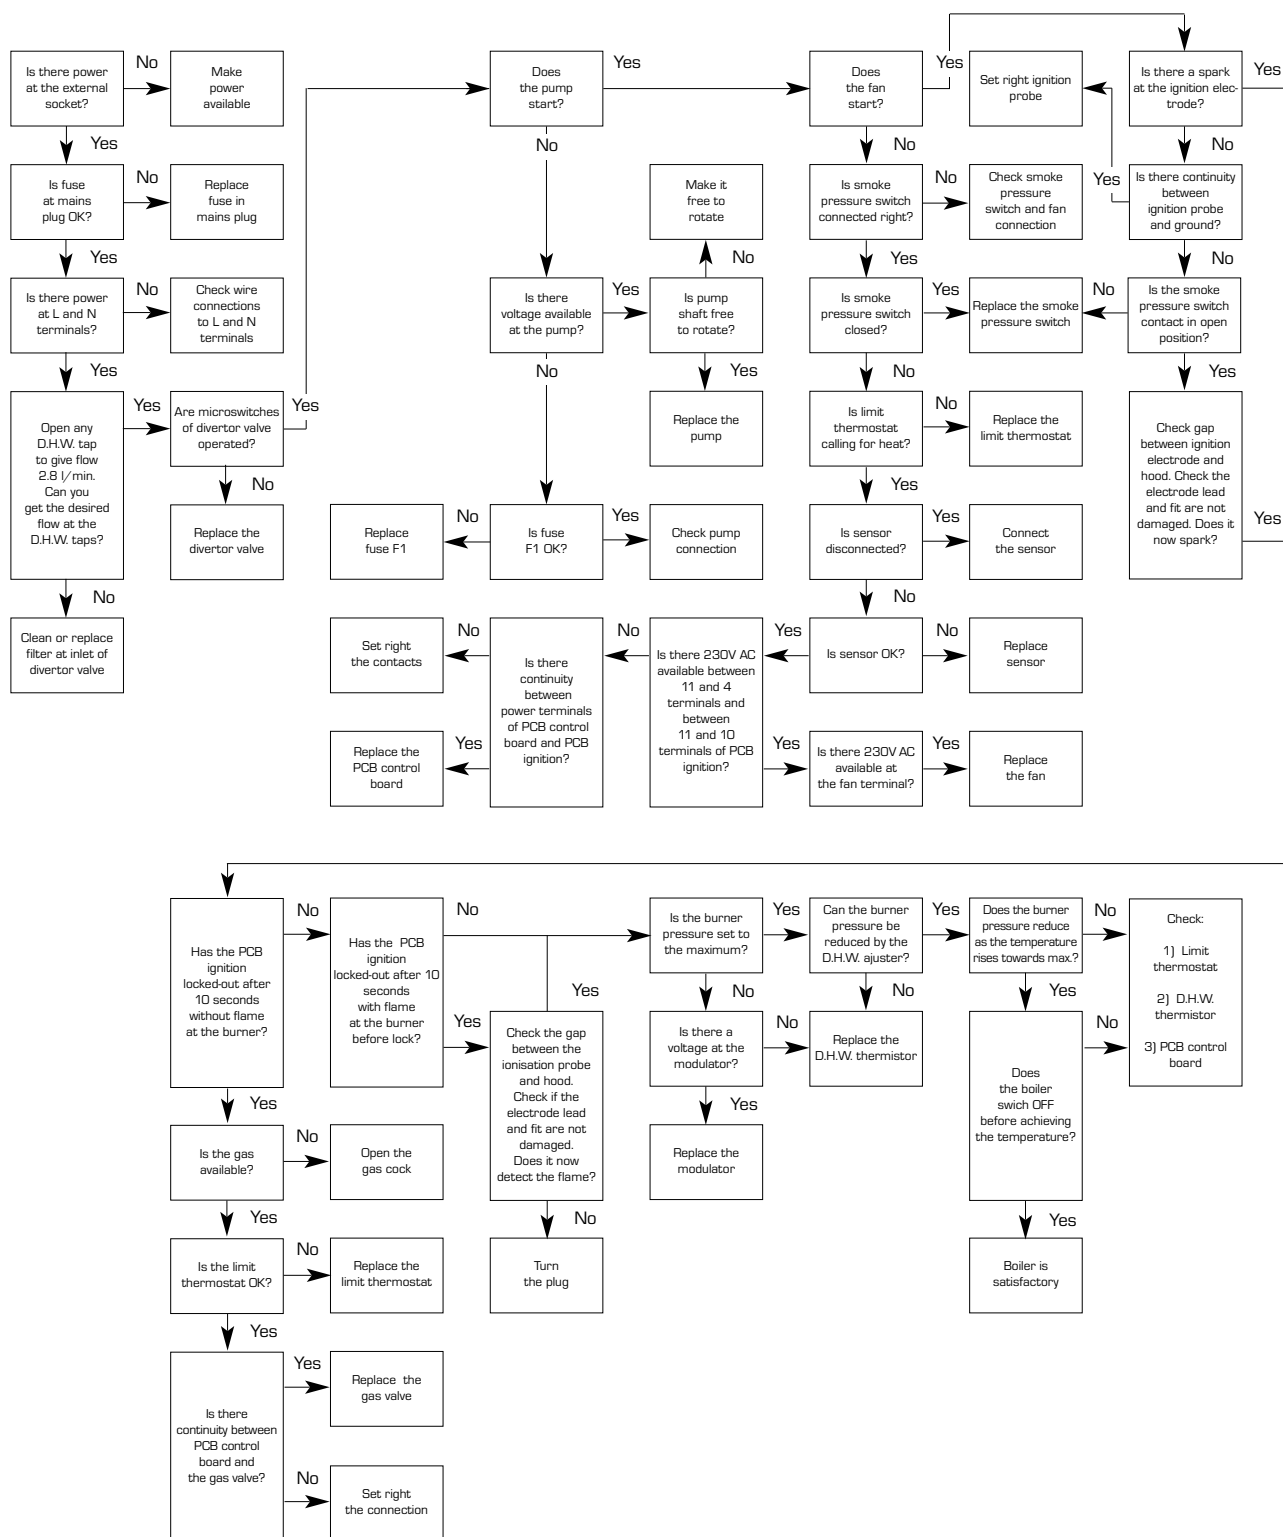 Is there power
at the external
socket?
No
Make
power
available
Yes
Is fuse
at mains
plug OK?
No
Replace
fuse in
mains plug
Yes
Is there power
at L and N
terminals?
No
Check wire
connections
to L and N
terminals
Yes
Open any
D.H.W. tap
to give flow
2.8 l/min.
Can you
get the desired
flow at the
D.H.W. taps?
Yes
Are microswitches
of divertor valve
operated?
Yes
No
Replace the
divertor valve
No
Clean or replace
filter at inlet of
divertor valve
Does
the pump
start?
Yes
No
Is there
voltage available
at the pump?
Yes
Is pump
shaft free
to rotate?
No
Make it
free to
rotate
Yes
Replace the
pump
No
Is fuse
F1 OK?
No
Replace
fuse F1
Yes
Check pump
connection
Does
the fan
start?
Yes
No
Is smoke
pressure switch
connected right?
No
Check smoke
pressure
switch and fan
connection
Yes
Is smoke
pressure switch
closed?
Yes
Replace the smoke
pressure switch
No
Is limit
thermostat
calling for heat?
No
Replace the
limit thermostat
Yes
Is sensor
disconnected?
Yes
Connect
the sensor
No
Is sensor OK?
No
Replace
sensor
Yes
Is there 230V AC
available between
11 and 4
terminals and
between
11 and 10
terminals of PCB
ignition?
No
Is there
continuity
between
power terminals
of PCB control
board and PCB
ignition?
No
Set right
the contacts
Yes
Replace the
PCB control
board
Yes
Is there 230V AC
available at
the fan terminal?
Yes
Replace
the fan
Is there a spark
at the ignition elec-
trode?
Yes
No
Is there continuity
between
ignition probe
and ground?
Yes
Set right ignition
probe
No
Is the smoke
pressure switch
contact in open
position?
No
Yes
Check gap
between ignition
electrode and
hood. Check the
electrode lead
and fit are not
damaged. Does it
now spark?
Yes
Has the PCB
ignition
locked-out after
10 seconds
without flame
at the burner?
No
Has the PCB
ignition
locked-out after 10
seconds
with flame
at the burner
before lock?
No
Yes
Check the gap
between the
ionisation probe
and hood.
Check if the
electrode lead
and fit are not
damaged.
Does it now
detect the flame?
Yes
No
Turn
the plug
Yes
Is the gas
available?
No
Open the
gas cock
Yes
Is the limit
thermostat OK?
No
Replace the
limit thermostat
Yes
Is there
continuity between
PCB control
board and
the gas valve?
Yes
Replace the
gas valve
No
Set right
the connection
Is the burner
pressure set to
the maximum?
Yes
Can the burner
pressure be
reduced by the
D.H.W. ajuster?
Yes
Does the burner
pressure reduce
as the temperature
rises towards max.?
No
Check:
1) Limit
thermostat
2) D.H.W.
thermistor
3) PCB control
board
No
Is there a
voltage at the
modulator?
No
Replace the
D.H.W. thermistor
No
Yes
Replace the
modulator
Yes
Does
the boiler
swich OFF
before achieving
the temperature?
No
Yes
Boiler is
satisfactory